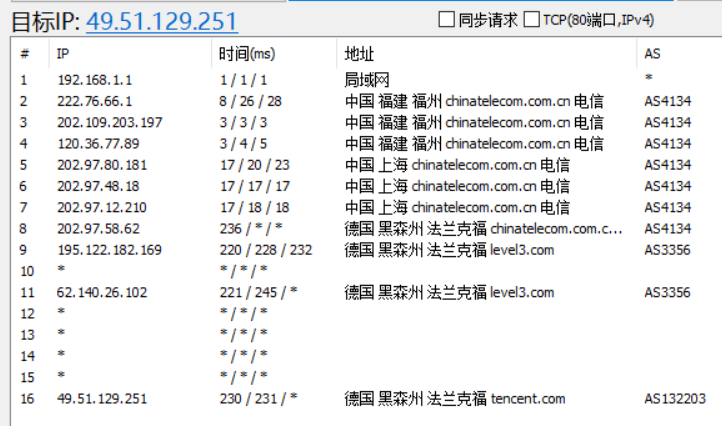 目标IP: 49.51.129.251 同步请求 TCP(80端口,IPv4)
# IP 时间(ms) 地址 AS
1 192.168.1.1 1 / 1 / 1 局域网 *
2 222.76.66.1 8 / 26 / 28 中国 福建 福州 chinatelecom.com.cn 电信 AS4134
3 202.109.203.197 3 / 3 / 3 中国 福建 福州 chinatelecom.com.cn 电信 AS4134
4 120.36.77.89 3 / 4 / 5 中国 福建 福州 chinatelecom.com.cn 电信 AS4134
5 202.97.80.181 17 / 20 / 23 中国 上海 chinatelecom.com.cn 电信 AS4134
6 202.97.48.18 17 / 17 / 17 中国 上海 chinatelecom.com.cn 电信 AS4134
7 202.97.12.210 17 / 18 / 18 中国 上海 chinatelecom.com.cn 电信 AS4134
8 202.97.58.62 236 / * / * 德国 黑森州 法兰克福 chinatelecom.com.c... AS4134
9 195.122.182.169 220 / 228 / 232 德国 黑森州 法兰克福 level3.com AS3356
10 * * / * / *
11 62.140.26.102 221 / 245 / * 德国 黑森州 法兰克福 level3.com AS3356
12 * * / * / *
13 * * / * / *
14 * * / * / *
15 * * / * / *
16 49.51.129.251 230 / 231 / * 德国 黑森州 法兰克福 tencent.com AS132203